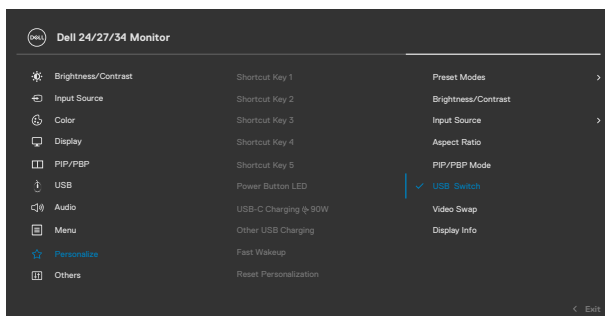 DELL Dell 24/27/34 Monitor
Brightness/Contrast Shortcut Key 1 Preset Modes >
Input Source Shortcut Key 2 Brightness/Contrast
Color Shortcut Key 3 Input Source >
Display Shortcut Key 4 Aspect Ratio
PIP/PBP Shortcut Key 5 PIP/PBP Mode
USB Power Button LED ✓ USB Switch
Audio USB-C Charging 90W Video Swap
Menu Other USB Charging Display Info
Personalize Fast Wakeup
Others Reset Personalization
< Exit